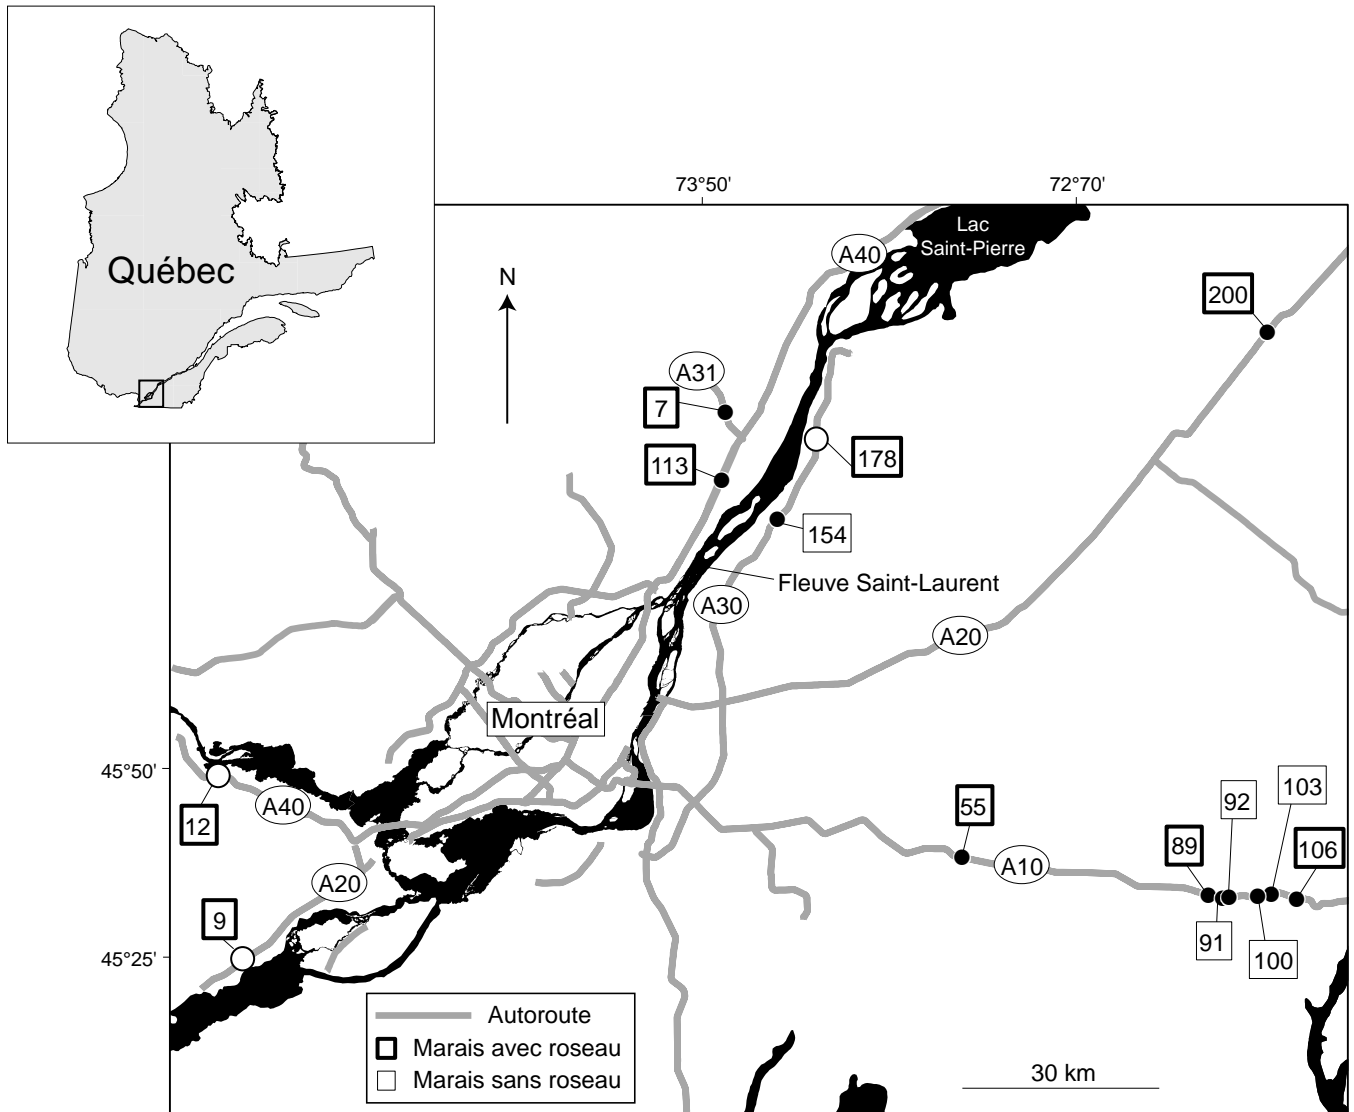 Québec
73°50'
72°70'
N
Lac
Saint-Pierre
A40
200
A31
7
113
178
154
Fleuve Saint-Laurent
A30
A20
Montréal
45°50'
A40
12
A20
9
45°25'
55
A10
89
92
103
106
91
100
Autoroute
Marais avec roseau
Marais sans roseau
30 km